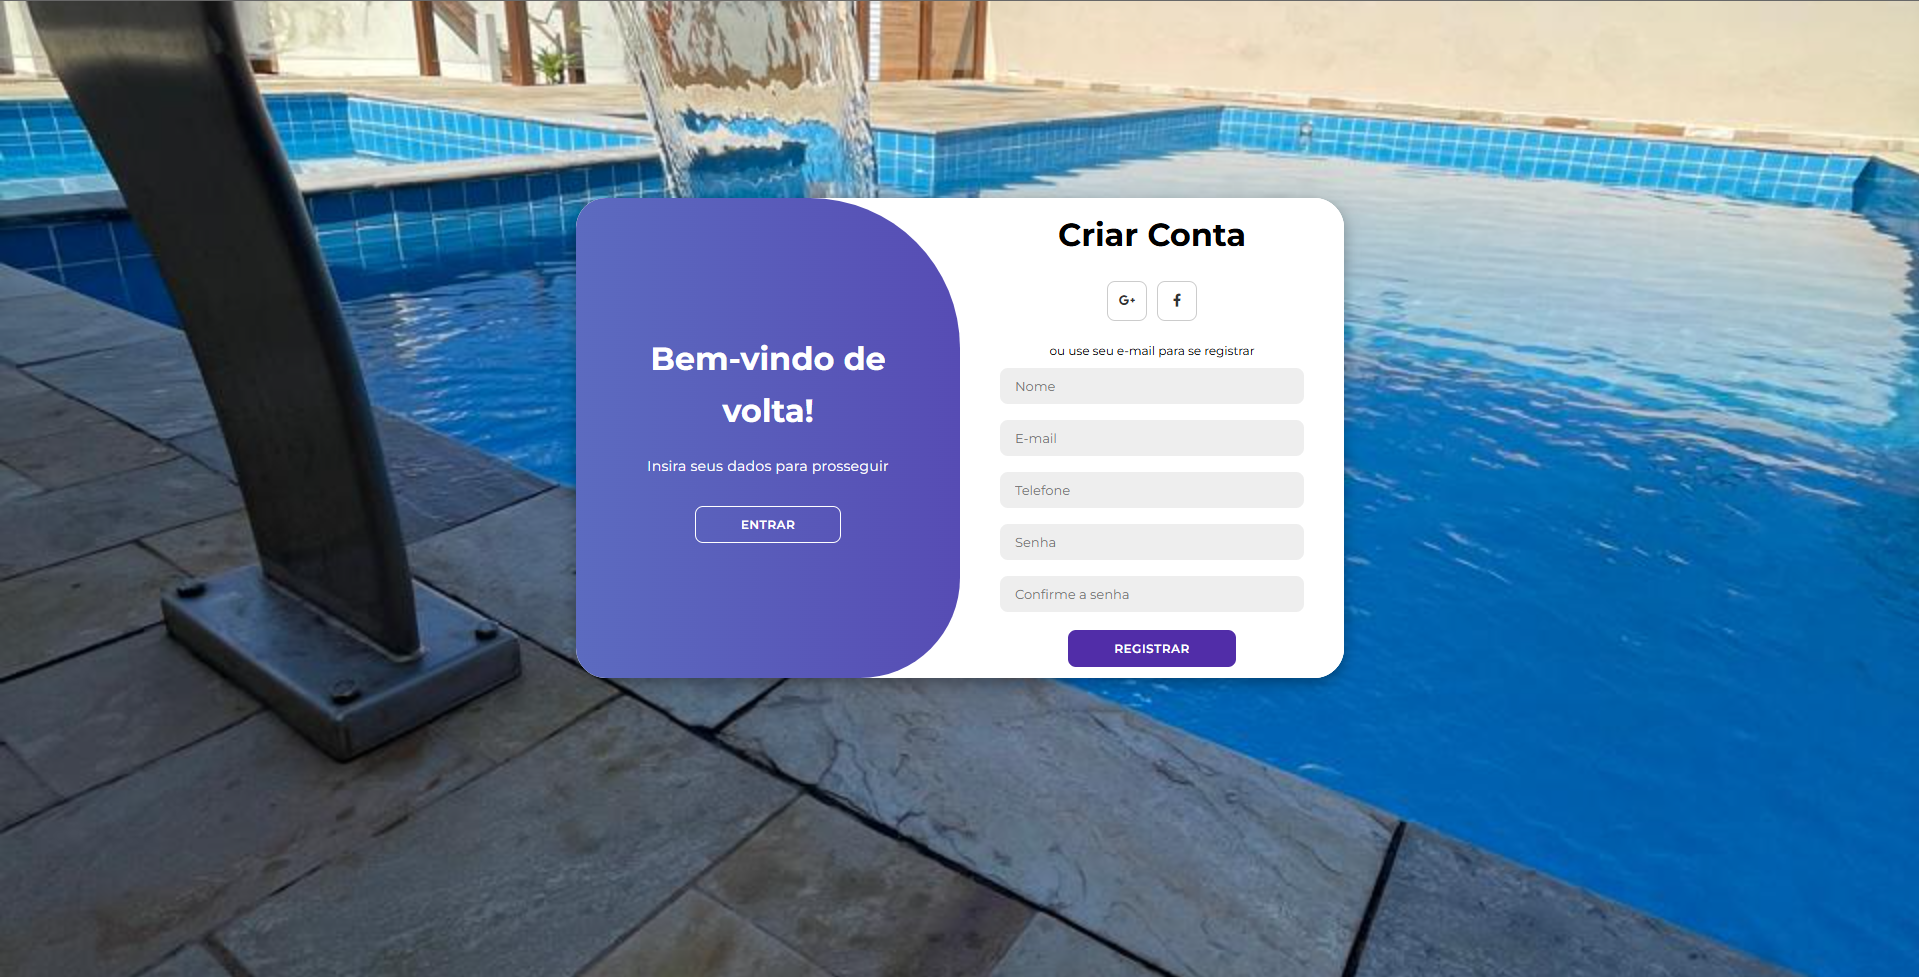 Bem-vindo de
volta!
Insira seus dados para prosseguir
ENTRAR
Criar Conta
G+ f
ou use seu e-mail para se registrar
Nome
E-mail
Telefone
Senha
Confirme a senha
REGISTRAR